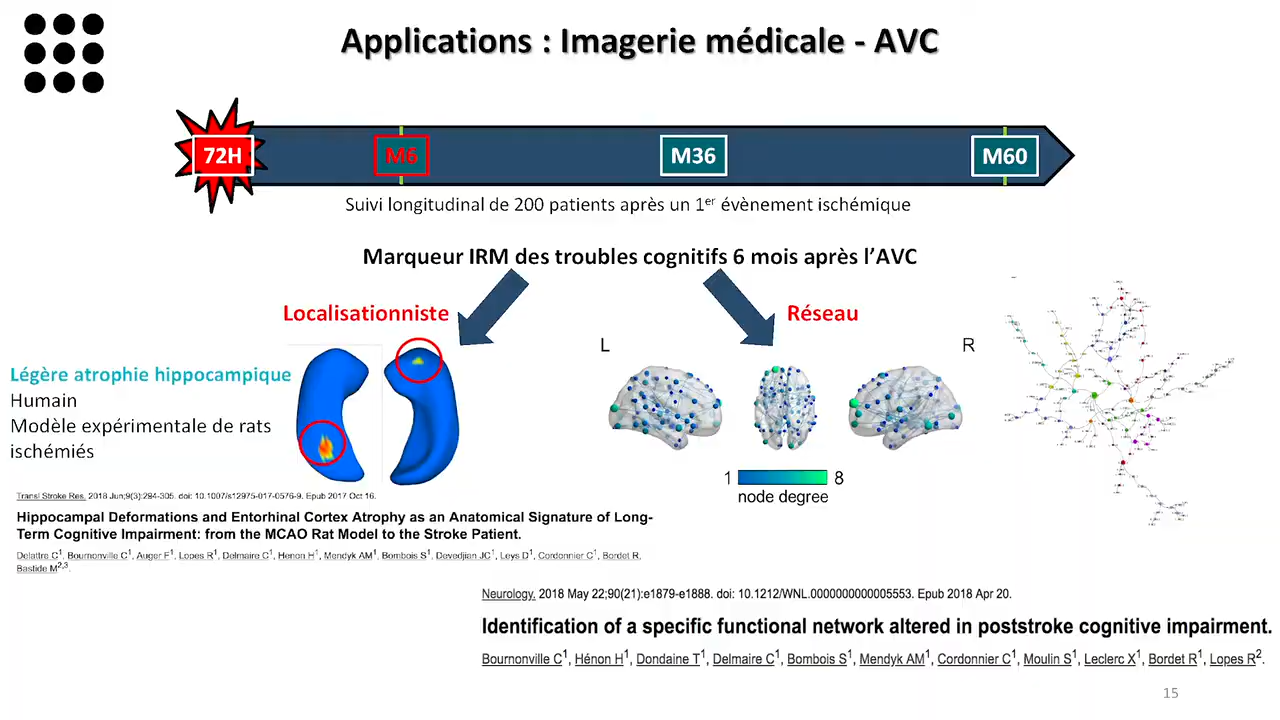 Applications : Imagerie médicale - AVC
72H
M6
M36
M60
Suivi longitudinal de 200 patients après un 1er évènement ischémique
Marqueur IRM des troubles cognitifs 6 mois après l'AVC
Localisationniste
Réseau
L
R
Légère atrophie hippocampique
Humain
Modèle expérimentale de rats
ischémiés
1
8
node degree
Transl Stroke Res. 2018 Jun;9(3):294-305. doi: 10.1007/s12975-017-0576-9. Epub 2017 Oct 16.
Hippocampal Deformations and Entorhinal Cortex Atrophy as an Anatomical Signature of Long-
Term Cognitive Impairment: from the MCAO Rat Model to the Stroke Patient.
Delattre C1, Bournonville C1, Auger F1, Lopes R1, Delmaire C1, Henon H1, Mendyk AM1, Bombois S1, Devedjian JC1, Leys D1, Cordonnier C1, Bordet R,
Bastide M2,3.
Neurology. 2018 May 22;90(21):e1879-e1888. doi: 10.1212/WNL.0000000000005553. Epub 2018 Apr 20.
Identification of a specific functional network altered in poststroke cognitive impairment.
Bournonville C1, Hénon H1, Dondaine T1, Delmaire C1, Bombois S1, Mendyk AM1, Cordonnier C1, Moulin S1, Leclerc X1, Bordet R1, Lopes R2.
15